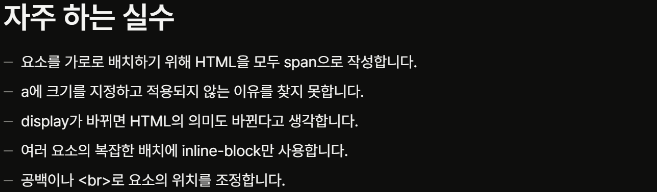 자주 하는 실수
– 요소를 가로로 배치하기 위해 HTML을 모두 span으로 작성합니다.
– a에 크기를 지정하고 적용되지 않는 이유를 찾지 못합니다.
– display가 바뀌면 HTML의 의미도 바뀐다고 생각합니다.
– 여러 요소의 복잡한 배치에 inline-block만 사용합니다.
– 공백이나 <br>로 요소의 위치를 조정합니다.